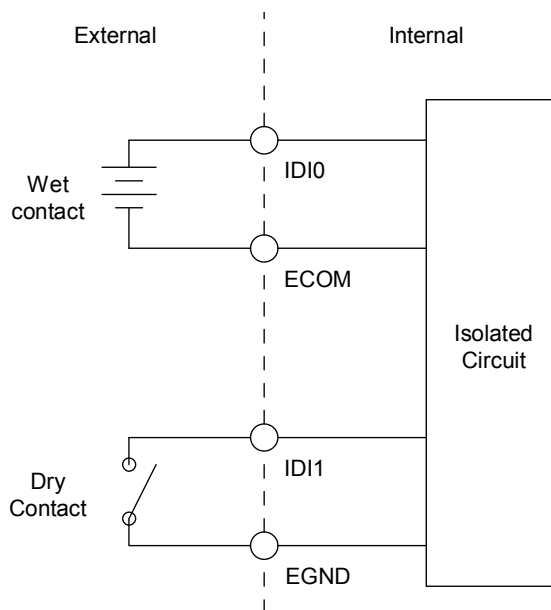 External
Internal
IDI0
Wet
contact
ECOM
Isolated
Circuit
IDI1
Dry
Contact
EGND